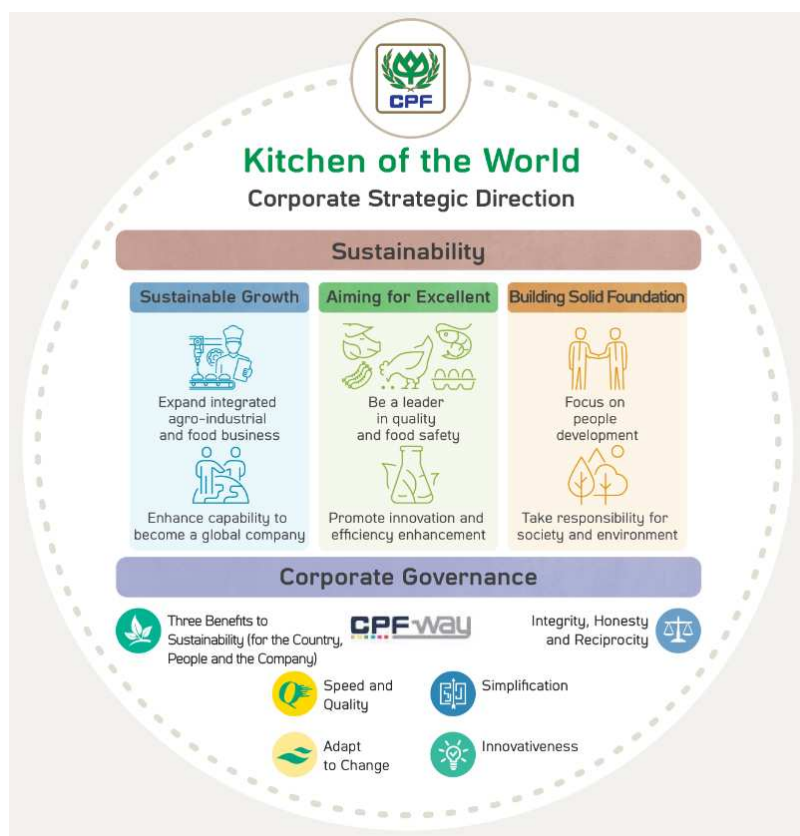 CPF
Kitchen of the World
Corporate Strategic Direction
Sustainability
Sustainable Growth
Expand integrated
agro-industrial
and food business
Enhance capability to
become a global company
Aiming for Excellent
Be a leader
in quality
and food safety
Promote innovation and
efficiency enhancement
Building Solid Foundation
Focus on
people
development
Take responsibility for
society and environment
Corporate Governance
Three Benefits to
Sustainability (for the Country,
People and the Company)
CPF-way
Integrity, Honesty
and Reciprocity
Speed and
Quality
Simplification
Adapt
to Change
Innovativeness